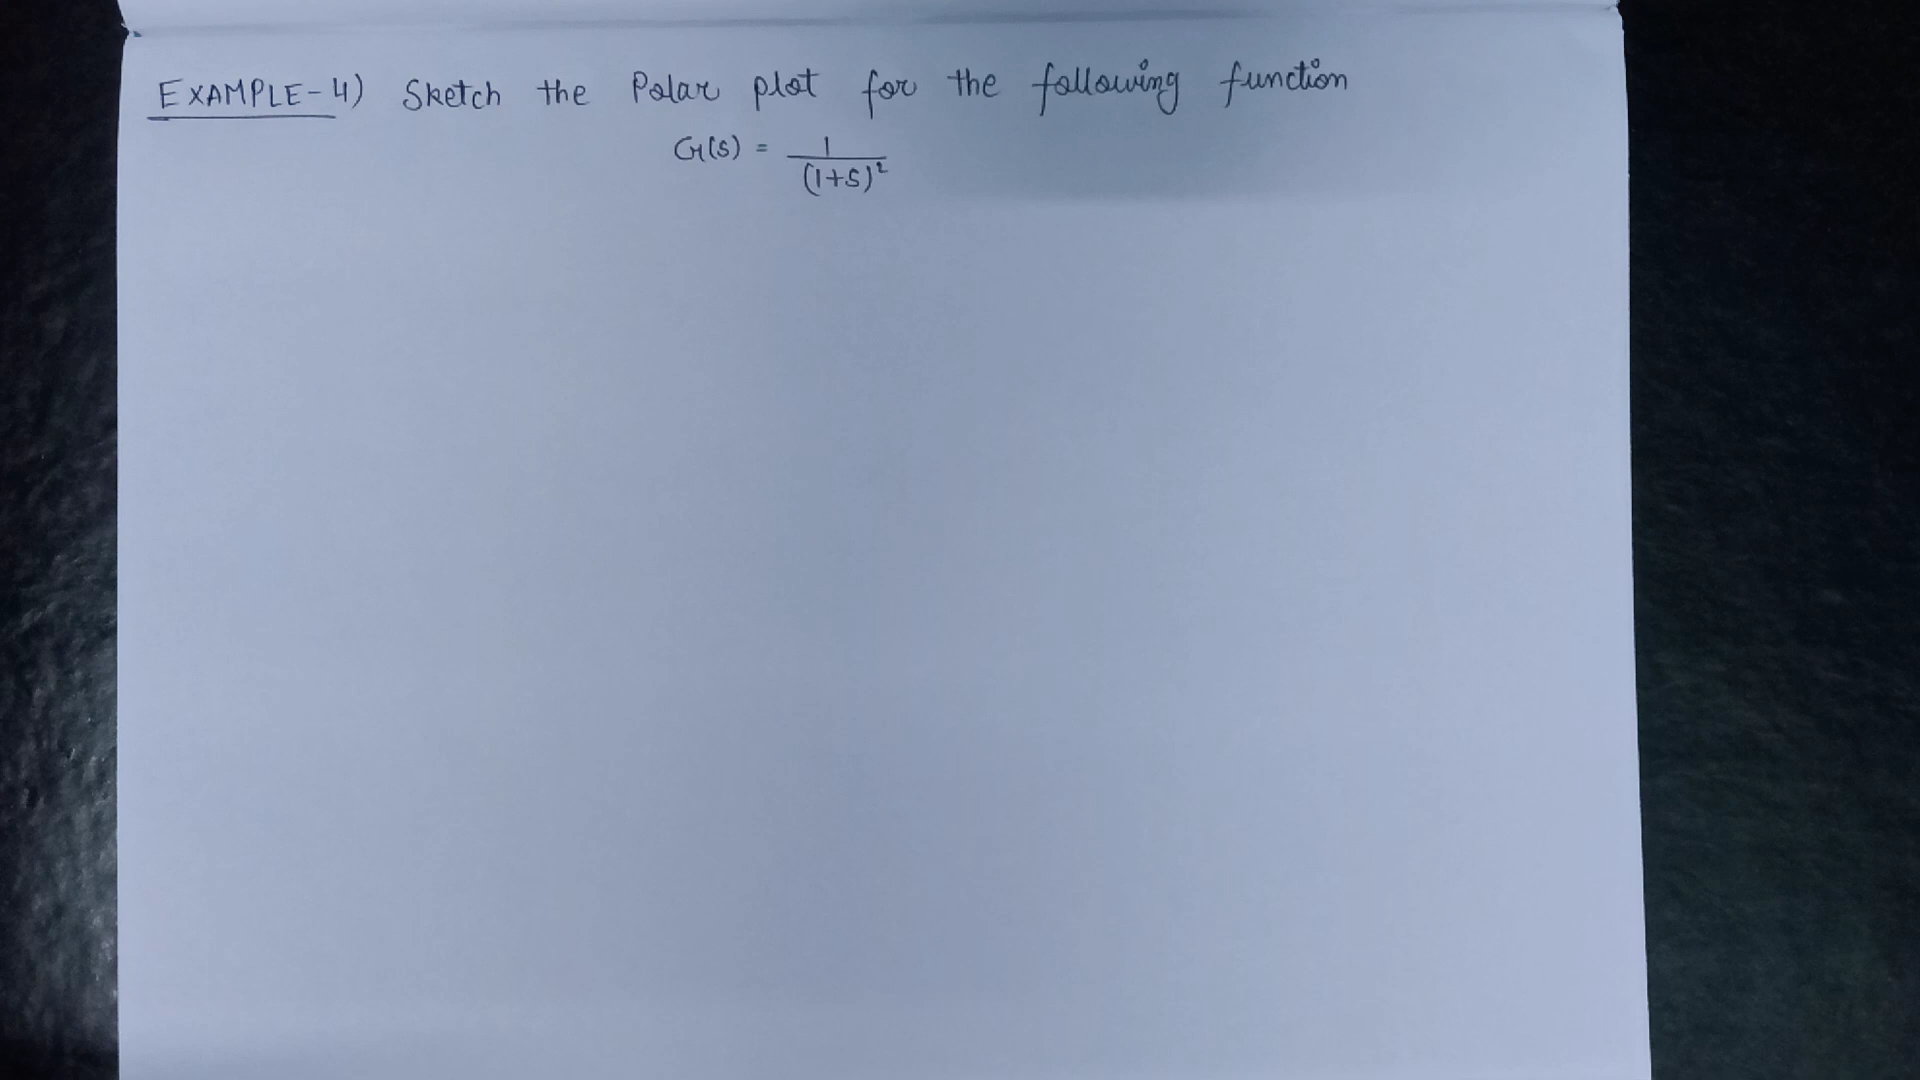 EXAMPLE-4) Sketch the Polar plot for the following function
G(s) = 1/(1+s)²